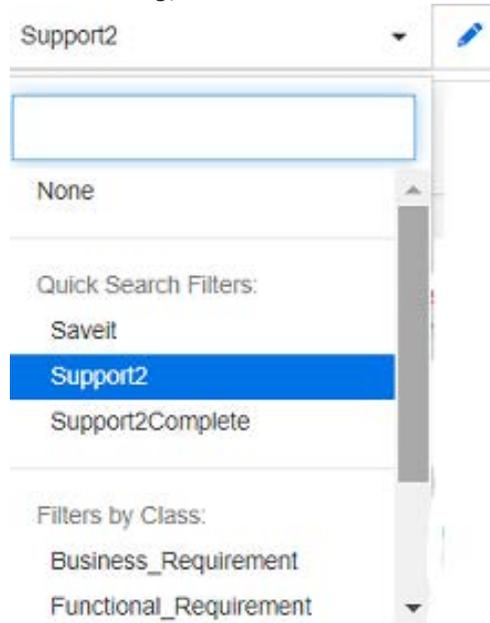 Support2
None
Quick Search Filters:
Saveit
Support2
Support2Complete
Filters by Class:
Business_Requirement
Functional_Requirement